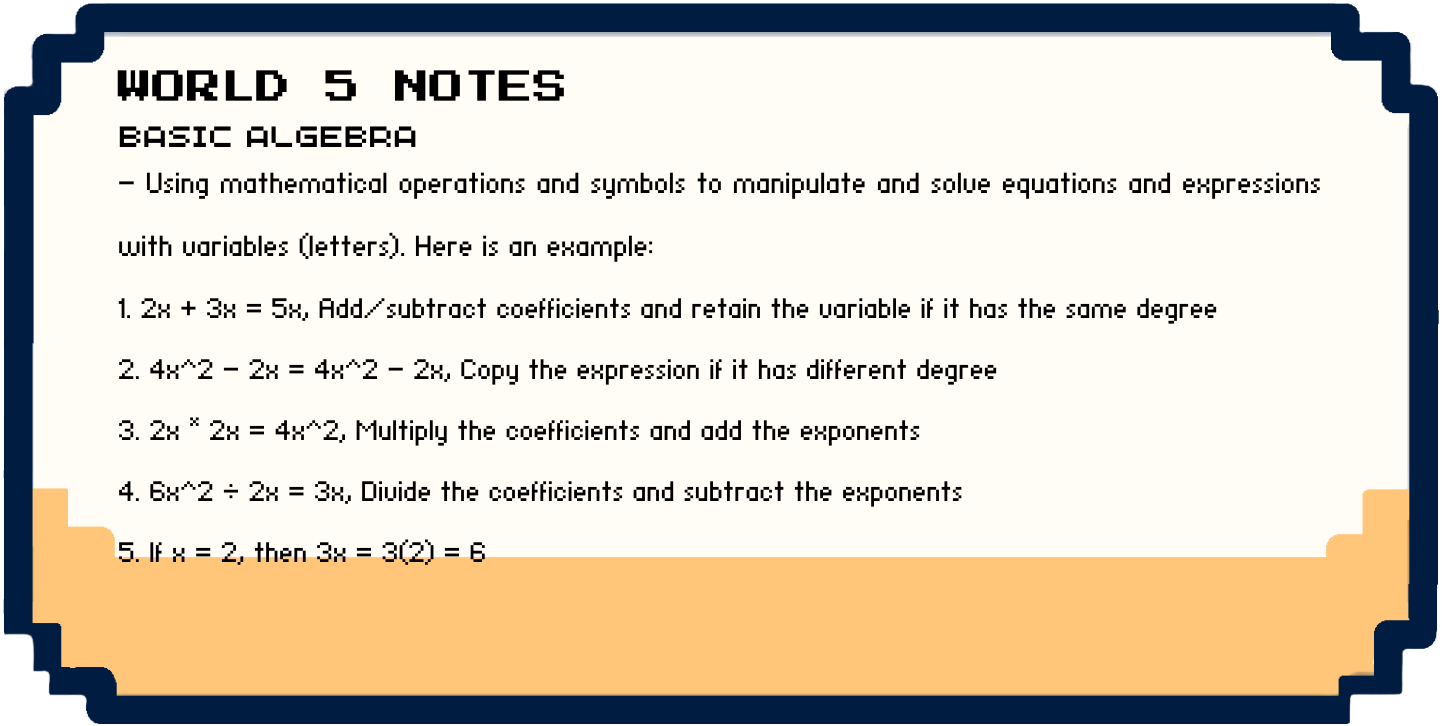 WORLD 5 NOTES
BASIC ALGEBRA
- Using mathematical operations and symbols to manipulate and solve equations and expressions
with variables (letters). Here is an example:
1. 2x + 3x = 5x, Add/subtract coefficients and retain the variable if it has the same degree
2. 4x^2 - 2x = 4x^2 - 2x, Copy the expression if it has different degree
3. 2x * 2x = 4x^2, Multiply the coefficients and add the exponents
4. 6x^2 ÷ 2x = 3x, Divide the coefficients and subtract the exponents
5. If x = 2, then 3x = 3(2) = 6